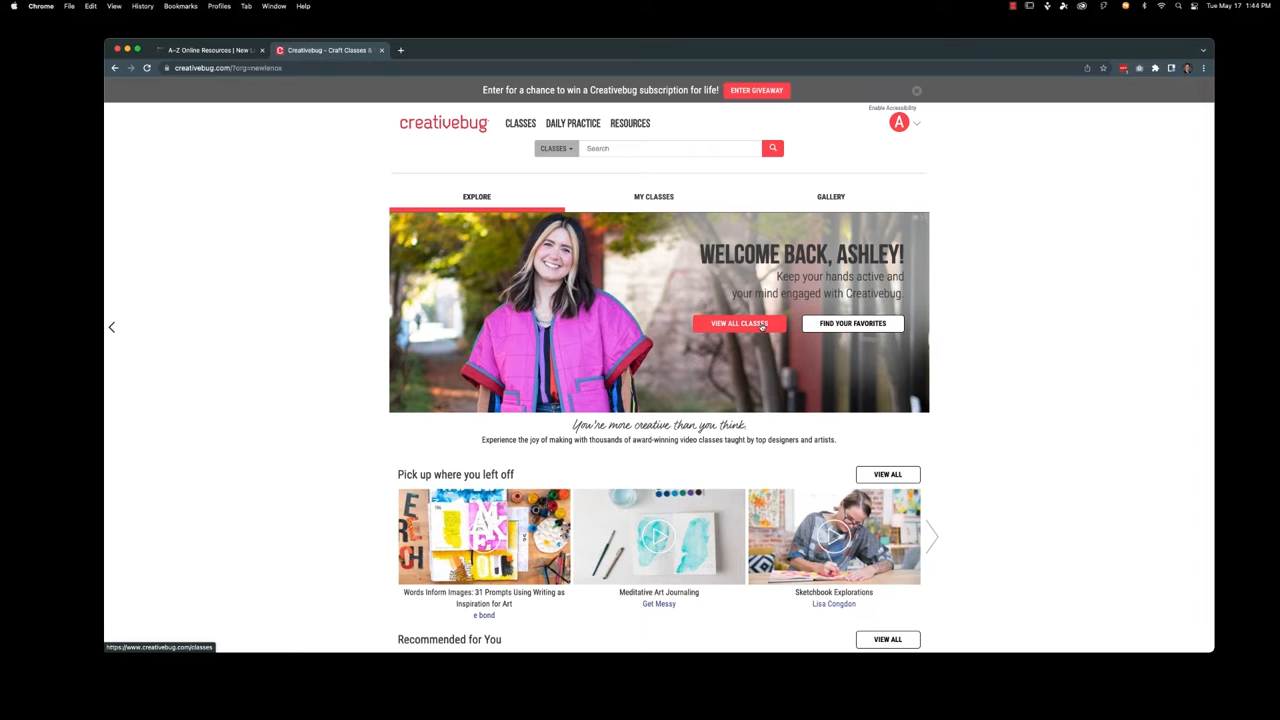 Chrome File Edit View History Bookmarks Profiles Tab Window Help
Tue May 17 1:44 PM
A–Z Online Resources | New L
Creativebug - Craft Classes &
creativebug.com/?org=newlenox
Enter for a chance to win a Creativebug subscription for life! ENTER GIVEAWAY
Enable Accessibility
creativebug CLASSES DAILY PRACTICE RESOURCES
A
CLASSES Search
EXPLORE MY CLASSES GALLERY
WELCOME BACK, ASHLEY!
Keep your hands active and
your mind engaged with Creativebug.
VIEW ALL CLASSES FIND YOUR FAVORITES
You're more creative than you think.
Experience the joy of making with thousands of award-winning video classes taught by top designers and artists.
Pick up where you left off VIEW ALL
Words Inform Images: 31 Prompts Using Writing as
Inspiration for Art
e bond
Meditative Art Journaling
Get Messy
Sketchbook Explorations
Lisa Congdon
Recommended for You VIEW ALL
https://www.creativebug.com/classes